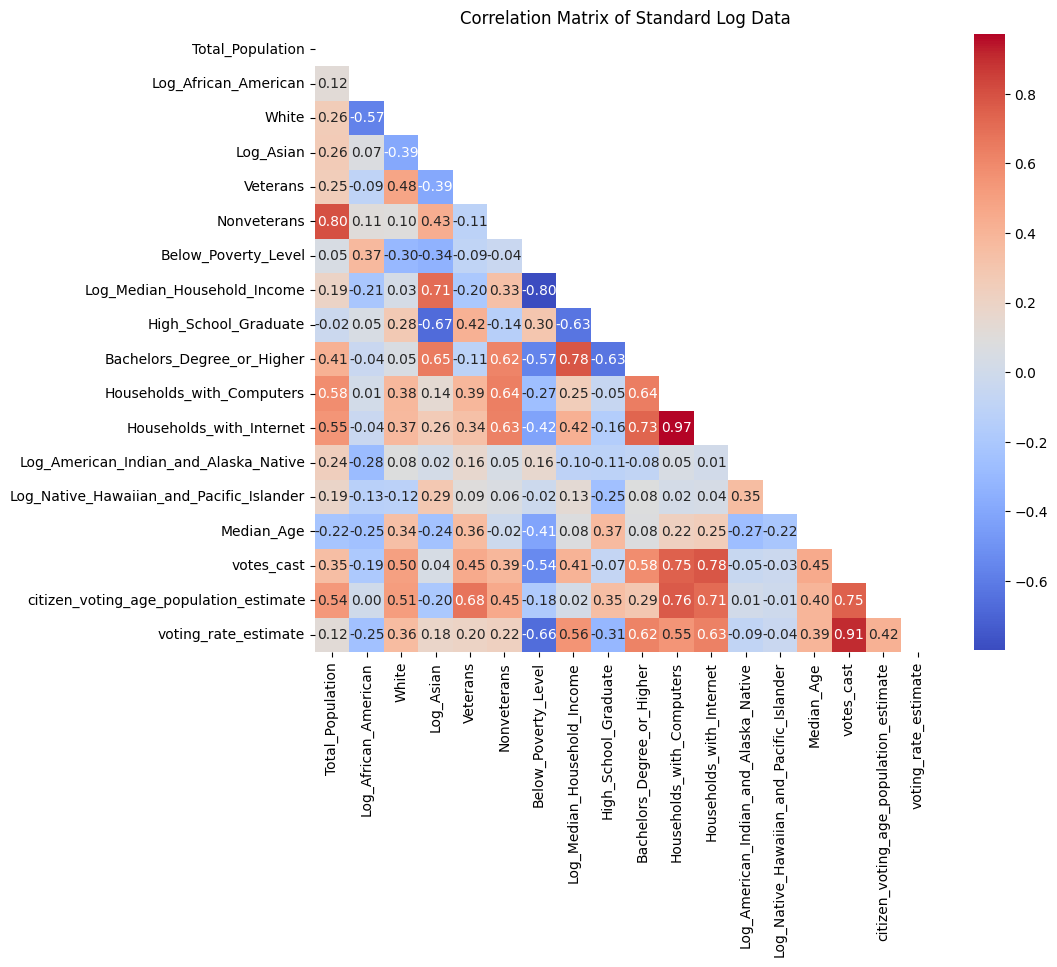 Correlation Matrix of Standard Log Data
Total_Population
Log_African_American 0.12
White 0.26 -0.57
Log_Asian 0.26 0.07 -0.39
Veterans 0.25 -0.09 0.48 -0.39
Nonveterans 0.80 0.11 0.10 0.43 -0.11
Below_Poverty_Level 0.05 0.37 -0.30 -0.34 -0.09 -0.04
Log_Median_Household_Income 0.19 -0.21 0.03 0.71 -0.20 0.33 -0.80
High_School_Graduate -0.02 0.05 0.28 -0.67 0.42 -0.14 0.30 -0.63
Bachelors_Degree_or_Higher 0.41 -0.04 0.05 0.65 -0.11 0.62 -0.57 0.78 -0.63
Households_with_Computers 0.58 0.01 0.38 0.14 0.39 0.64 -0.27 0.25 -0.05 0.64
Households_with_Internet 0.55 -0.04 0.37 0.26 0.34 0.63 -0.42 0.42 -0.16 0.73 0.97
Log_American_Indian_and_Alaska_Native 0.24 -0.28 0.08 0.02 0.16 0.05 0.16 -0.10 -0.11 -0.08 0.05 0.01
Log_Native_Hawaiian_and_Pacific_Islander 0.19 -0.13 -0.12 0.29 0.09 0.06 -0.02 0.13 -0.25 0.08 0.02 0.04 0.35
Median_Age -0.22 -0.25 0.34 -0.24 0.36 -0.02 -0.41 0.08 0.37 0.08 0.22 0.25 -0.27 -0.22
votes_cast 0.35 -0.19 0.50 0.04 0.45 0.39 -0.54 0.41 -0.07 0.58 0.75 0.78 -0.05 -0.03 0.45
citizen_voting_age_population_estimate 0.54 0.00 0.51 -0.20 0.68 0.45 -0.18 0.02 0.35 0.29 0.76 0.71 0.01 -0.01 0.40 0.75
voting_rate_estimate 0.12 -0.25 0.36 0.18 0.20 0.22 -0.66 0.56 -0.31 0.62 0.55 0.63 -0.09 -0.04 0.39 0.91 0.42
Total_Population
Log_African_American
White
Log_Asian
Veterans
Nonveterans
Below_Poverty_Level
Log_Median_Household_Income
High_School_Graduate
Bachelors_Degree_or_Higher
Households_with_Computers
Households_with_Internet
Log_American_Indian_and_Alaska_Native
Log_Native_Hawaiian_and_Pacific_Islander
Median_Age
votes_cast
citizen_voting_age_population_estimate
voting_rate_estimate
0.8
0.6
0.4
0.2
0.0
−0.2
−0.4
−0.6